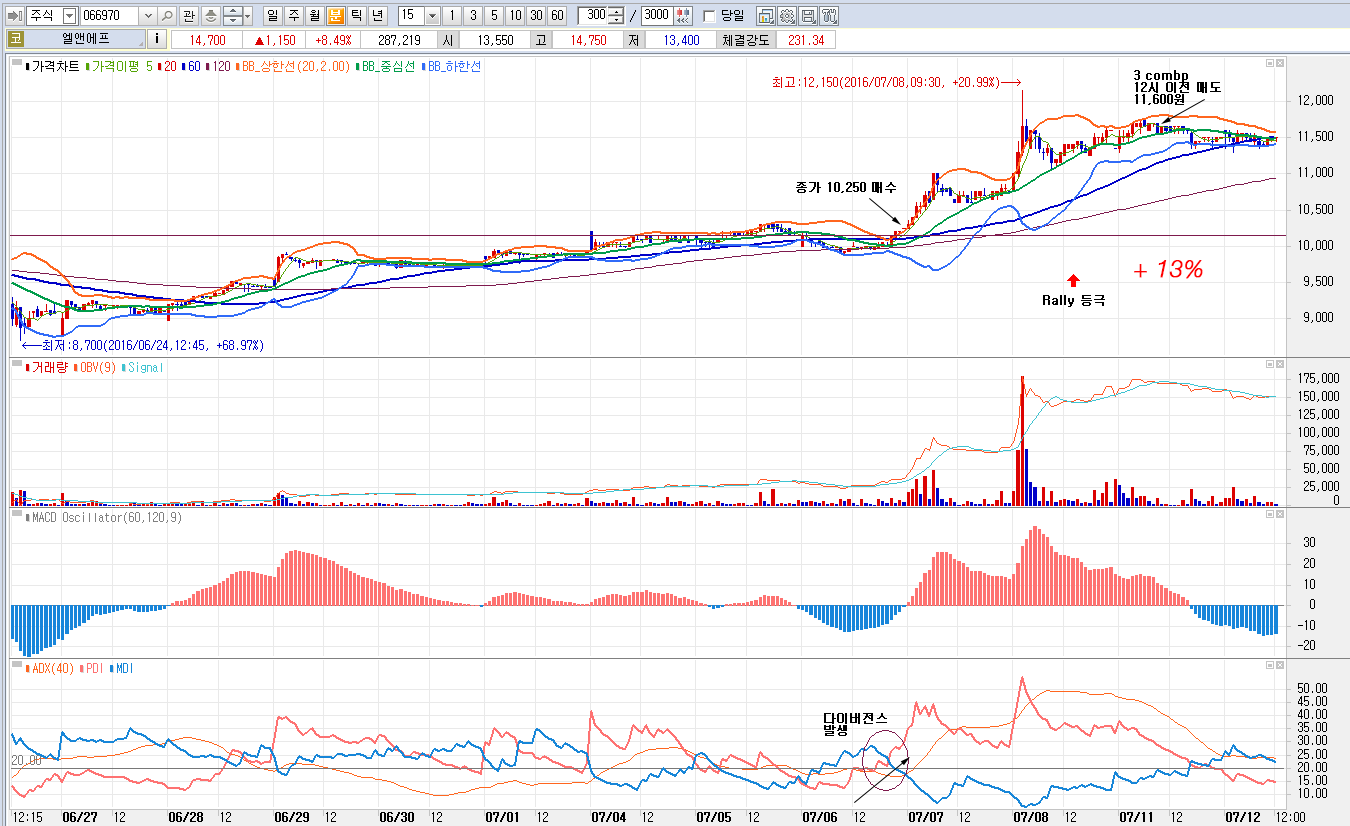 주식 066970 관 일 주 월 분 틱 년 15 1 3 5 10 30 60 300 / 3000 당일
코 엘앤에프 i 14,700 ▲1,150 +8.49% 287,219 시 13,550 고 14,750 저 13,400 체결강도 231.34
가격차트 가격이평 5 20 60 120 BB_상한선(20,2.00) BB_중심선 BB_하한선
최고:12,150(2016/07/08,09:30, +20.99%)
3 combp
12시 이전 매도
11,600원
종가 10,250 매수
+ 13%
Rally 등극
최저:8,700(2016/06/24,12:45, +68.97%)
12,000
11,500
11,000
10,500
10,000
9,500
9,000
거래량 OBV(9) Signal
175,000
150,000
125,000
100,000
75,000
50,000
25,000
0
MACD Oscillator(60,120,9)
30
20
10
0
-10
-20
ADX(40) PDI MDI
다이버젼스
발생
20.00
50.00
45.00
40.00
35.00
30.00
25.00
20.00
15.00
10.00
12:15 06/27 12 06/28 12 06/29 12 06/30 12 07/01 12 07/04 12 07/05 12 07/06 12 07/07 12 07/08 12 07/11 12 07/12 12:00